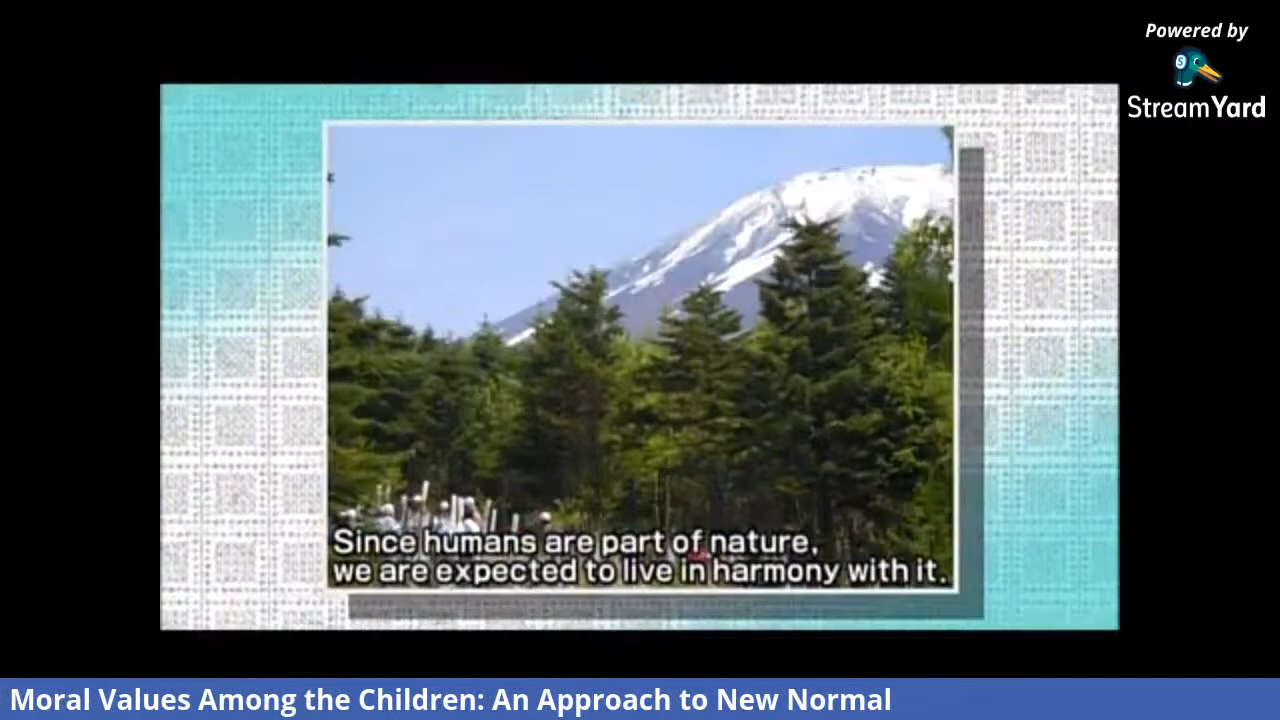 Powered by
StreamYard
Since humans are part of nature,
we are expected to live in harmony with it.
Moral Values Among the Children: An Approach to New Normal